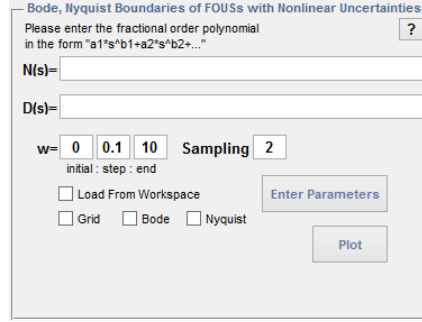 Bode, Nyquist Boundaries of FOUSs with Nonlinear Uncertainties
Please enter the fractional order polynomial
in the form "a1*s^b1+a2*s^b2+..."
?
N(s)=
D(s)=
w= 0 0.1 10 Sampling 2
initial : step : end
Load From Workspace
Enter Parameters
Grid Bode Nyquist
Plot